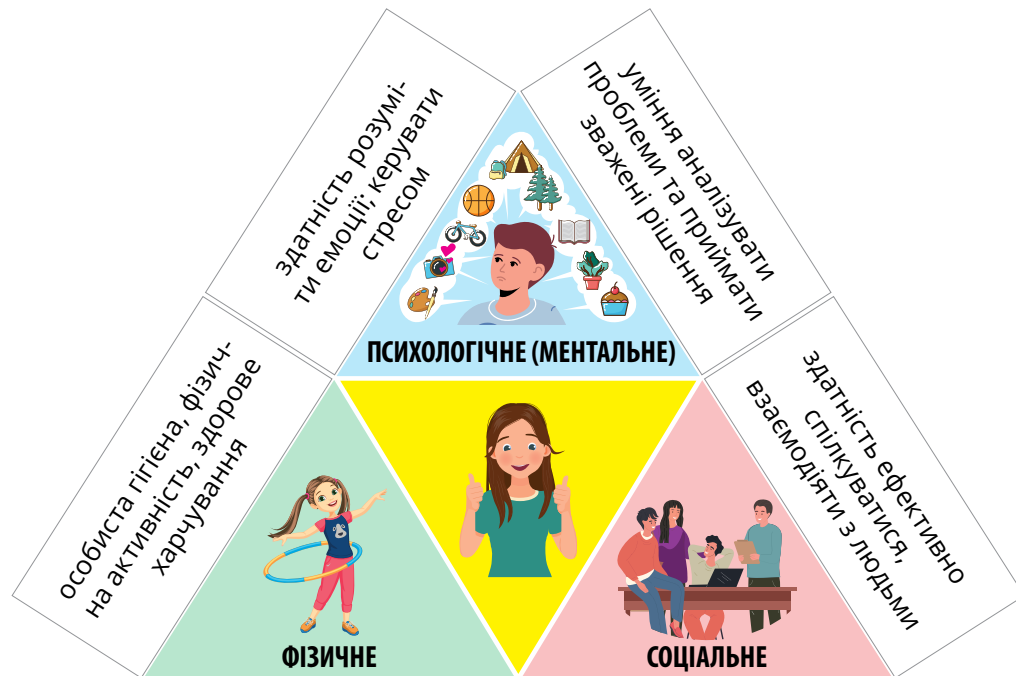 здатність розумі-
ти емоції; керувати
стресом
уміння аналізувати
проблеми та приймати
зважені рішення
ПСИХОЛОГІЧНЕ (МЕНТАЛЬНЕ)
особиста гігієна, фізич-
на активність, здорове
харчування
здатність ефективно
спілкуватися,
взаємодіяти з людьми
ФІЗИЧНЕ
СОЦІАЛЬНЕ